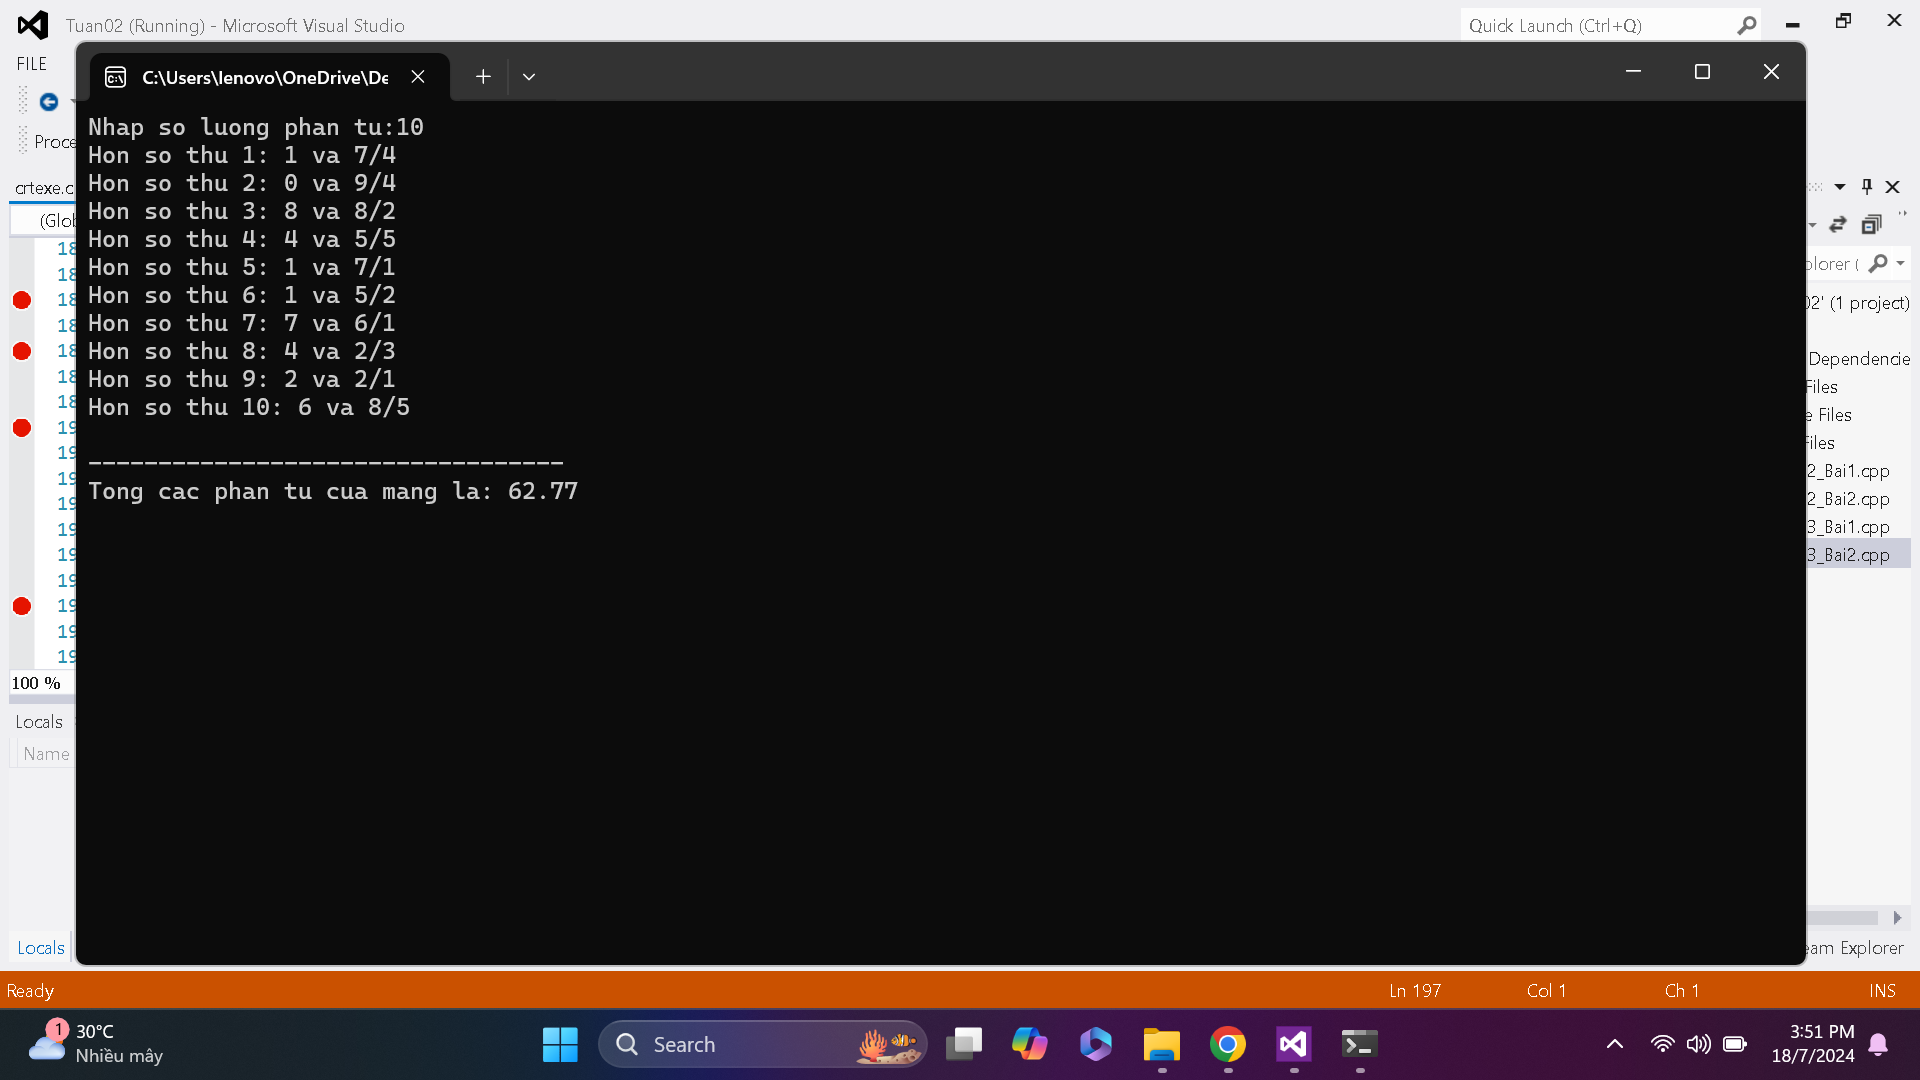 Tuan02 (Running) - Microsoft Visual Studio
Quick Launch (Ctrl+Q)
FILE
C:\Users\lenovo\OneDrive\De
Proce
crtexe.c
(Glob
Nhap so luong phan tu:10
Hon so thu 1: 1 va 7/4
Hon so thu 2: 0 va 9/4
Hon so thu 3: 8 va 8/2
Hon so thu 4: 4 va 5/5
Hon so thu 5: 1 va 7/1
Hon so thu 6: 1 va 5/2
Hon so thu 7: 7 va 6/1
Hon so thu 8: 4 va 2/3
Hon so thu 9: 2 va 2/1
Hon so thu 10: 6 va 8/5
----------------------------------
Tong cac phan tu cua mang la: 62.77
18
18
18
18
18
18
18
19
19
19
19
19
19
19
19
19
19
100 %
Locals
Name
Locals
plorer (
02' (1 project)
Dependencie
Files
e Files
Files
2_Bai1.cpp
2_Bai2.cpp
3_Bai1.cpp
3_Bai2.cpp
eam Explorer
Ready
Ln 197
Col 1
Ch 1
INS
1
30°C
Nhiều mây
Search
3:51 PM
18/7/2024